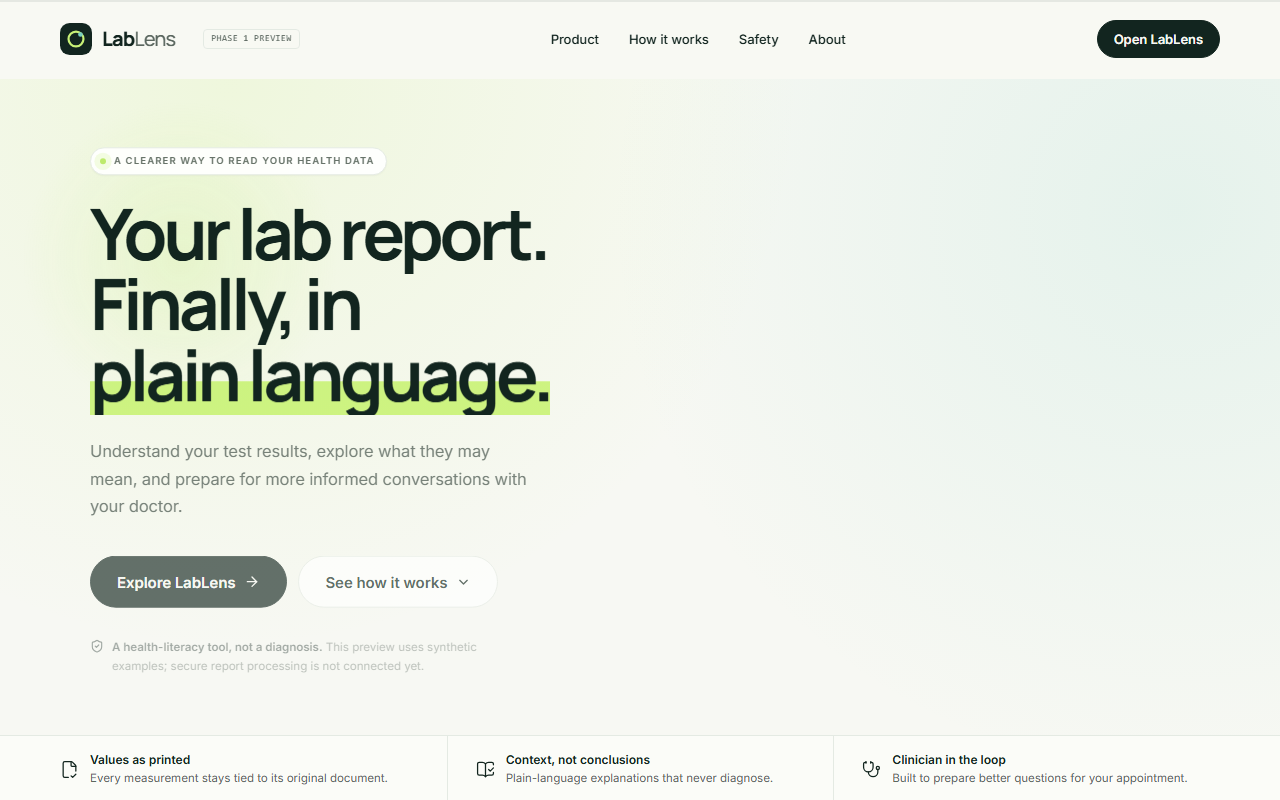 LabLens
PHASE 1 PREVIEW
Product
How it works
Safety
About
Open LabLens
A CLEARER WAY TO READ YOUR HEALTH DATA
Your lab report.
Finally, in
plain language.
Understand your test results, explore what they may
mean, and prepare for more informed conversations with
your doctor.
Explore LabLens
See how it works
A health-literacy tool, not a diagnosis. This preview uses synthetic
examples; secure report processing is not connected yet.
Values as printed
Every measurement stays tied to its original document.
Context, not conclusions
Plain-language explanations that never diagnose.
Clinician in the loop
Built to prepare better questions for your appointment.